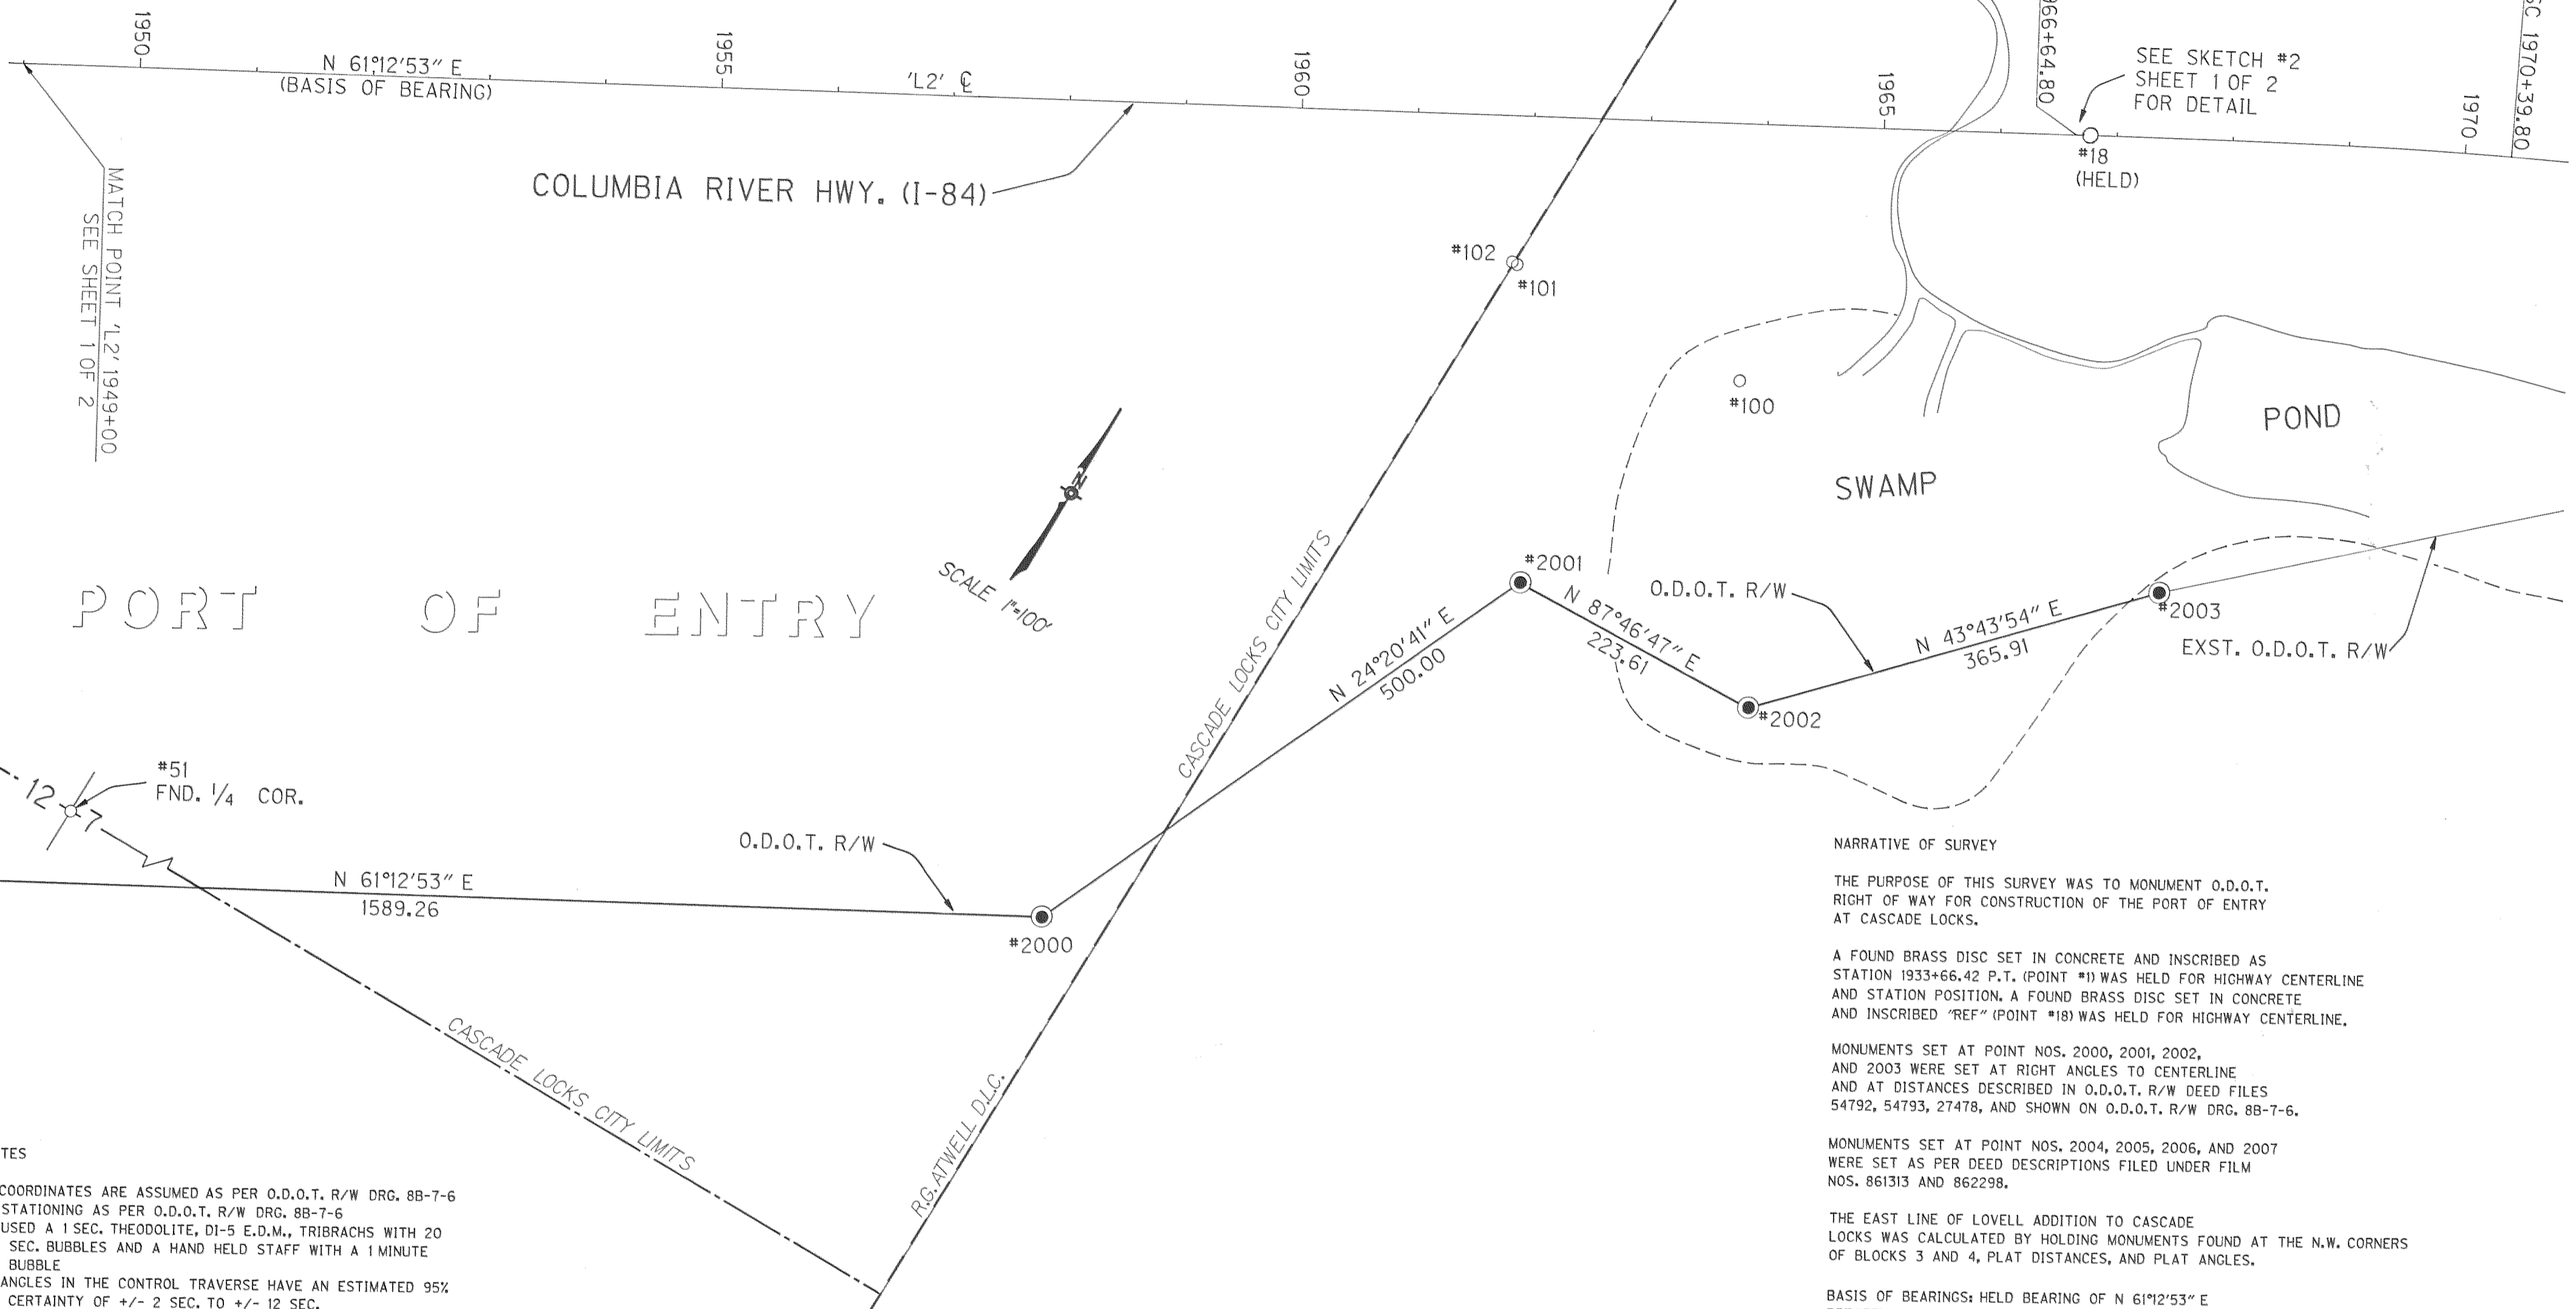 1950
N 61°12'53" E
(BASIS OF BEARING)
1955
'L2' ℄
1960
1965
966+64.80
SEE SKETCH #2
SHEET 1 OF 2
FOR DETAIL
#18
(HELD)
1970
SC 1970+39.80
MATCH POINT 'L2' 1949+00
SEE SHEET 1 OF 2
COLUMBIA RIVER HWY. (I-84)
#102
#101
#100
SWAMP
POND
N
SCALE 1"=100'
PORT OF ENTRY
CASCADE LOCKS CITY LIMITS
#2001
N 87°46'47" E
223.61
O.D.O.T. R/W
N 43°43'54" E
365.91
#2003
EXST. O.D.O.T. R/W
#2002
N 24°20'41" E
500.00
12
7
#51
FND. 1/4 COR.
O.D.O.T. R/W
N 61°12'53" E
1589.26
#2000
CASCADE LOCKS CITY LIMITS
R.G. ATWELL D.L.C.
TES
COORDINATES ARE ASSUMED AS PER O.D.O.T. R/W DRG. 8B-7-6
STATIONING AS PER O.D.O.T. R/W DRG. 8B-7-6
USED A 1 SEC. THEODOLITE, DI-5 E.D.M., TRIBRACHS WITH 20
SEC. BUBBLES AND A HAND HELD STAFF WITH A 1 MINUTE
BUBBLE
ANGLES IN THE CONTROL TRAVERSE HAVE AN ESTIMATED 95%
CERTAINTY OF +/- 2 SEC. TO +/- 12 SEC.
NARRATIVE OF SURVEY
THE PURPOSE OF THIS SURVEY WAS TO MONUMENT O.D.O.T.
RIGHT OF WAY FOR CONSTRUCTION OF THE PORT OF ENTRY
AT CASCADE LOCKS.
A FOUND BRASS DISC SET IN CONCRETE AND INSCRIBED AS
STATION 1933+66.42 P.T. (POINT #1) WAS HELD FOR HIGHWAY CENTERLINE
AND STATION POSITION. A FOUND BRASS DISC SET IN CONCRETE
AND INSCRIBED "REF" (POINT #18) WAS HELD FOR HIGHWAY CENTERLINE.
MONUMENTS SET AT POINT NOS. 2000, 2001, 2002,
AND 2003 WERE SET AT RIGHT ANGLES TO CENTERLINE
AND AT DISTANCES DESCRIBED IN O.D.O.T. R/W DEED FILES
54792, 54793, 27478, AND SHOWN ON O.D.O.T. R/W DRG. 8B-7-6.
MONUMENTS SET AT POINT NOS. 2004, 2005, 2006, AND 2007
WERE SET AS PER DEED DESCRIPTIONS FILED UNDER FILM
NOS. 861313 AND 862298.
THE EAST LINE OF LOVELL ADDITION TO CASCADE
LOCKS WAS CALCULATED BY HOLDING MONUMENTS FOUND AT THE N.W. CORNERS
OF BLOCKS 3 AND 4, PLAT DISTANCES, AND PLAT ANGLES.
BASIS OF BEARINGS: HELD BEARING OF N 61°12'53" E